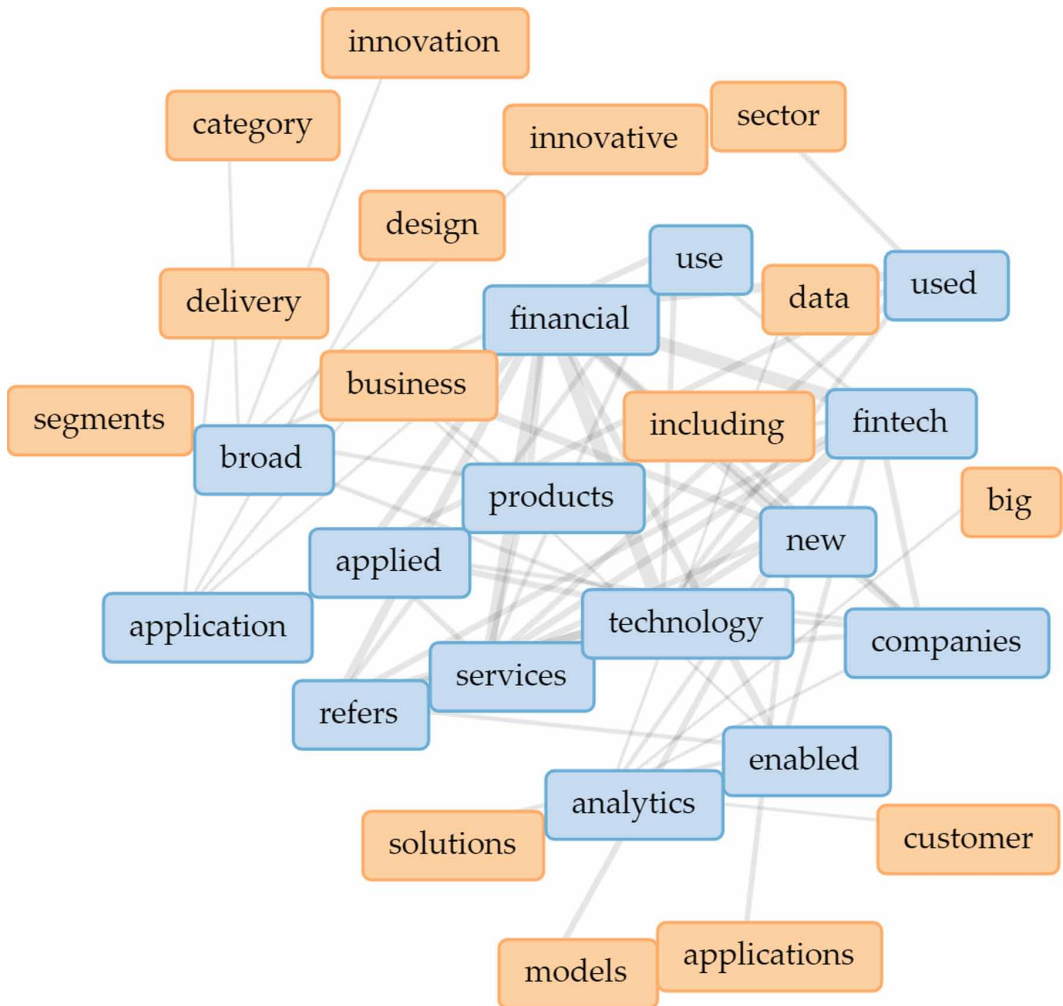 innovation
category
innovative
sector
design
use
delivery
data
used
financial
business
segments
including
fintech
broad
products
big
new
applied
application
technology
companies
services
refers
enabled
analytics
solutions
customer
models
applications